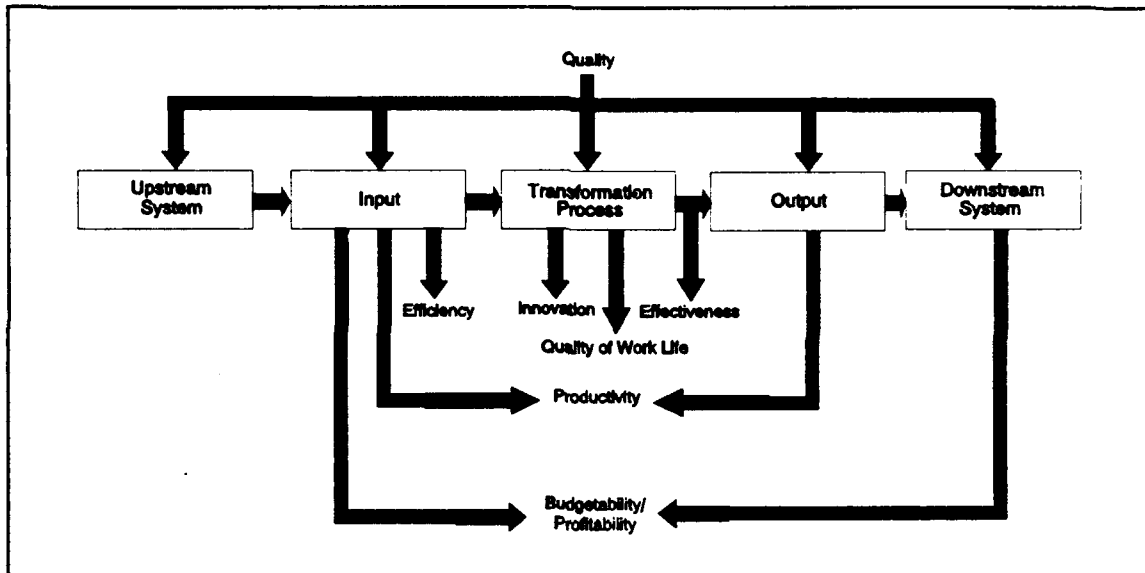 Quality
Upstream
System
Input
Transformation
Process
Output
Downstream
System
Efficiency
Innovation
Effectiveness
Quality of Work Life
Productivity
Budgetability/
Profitability